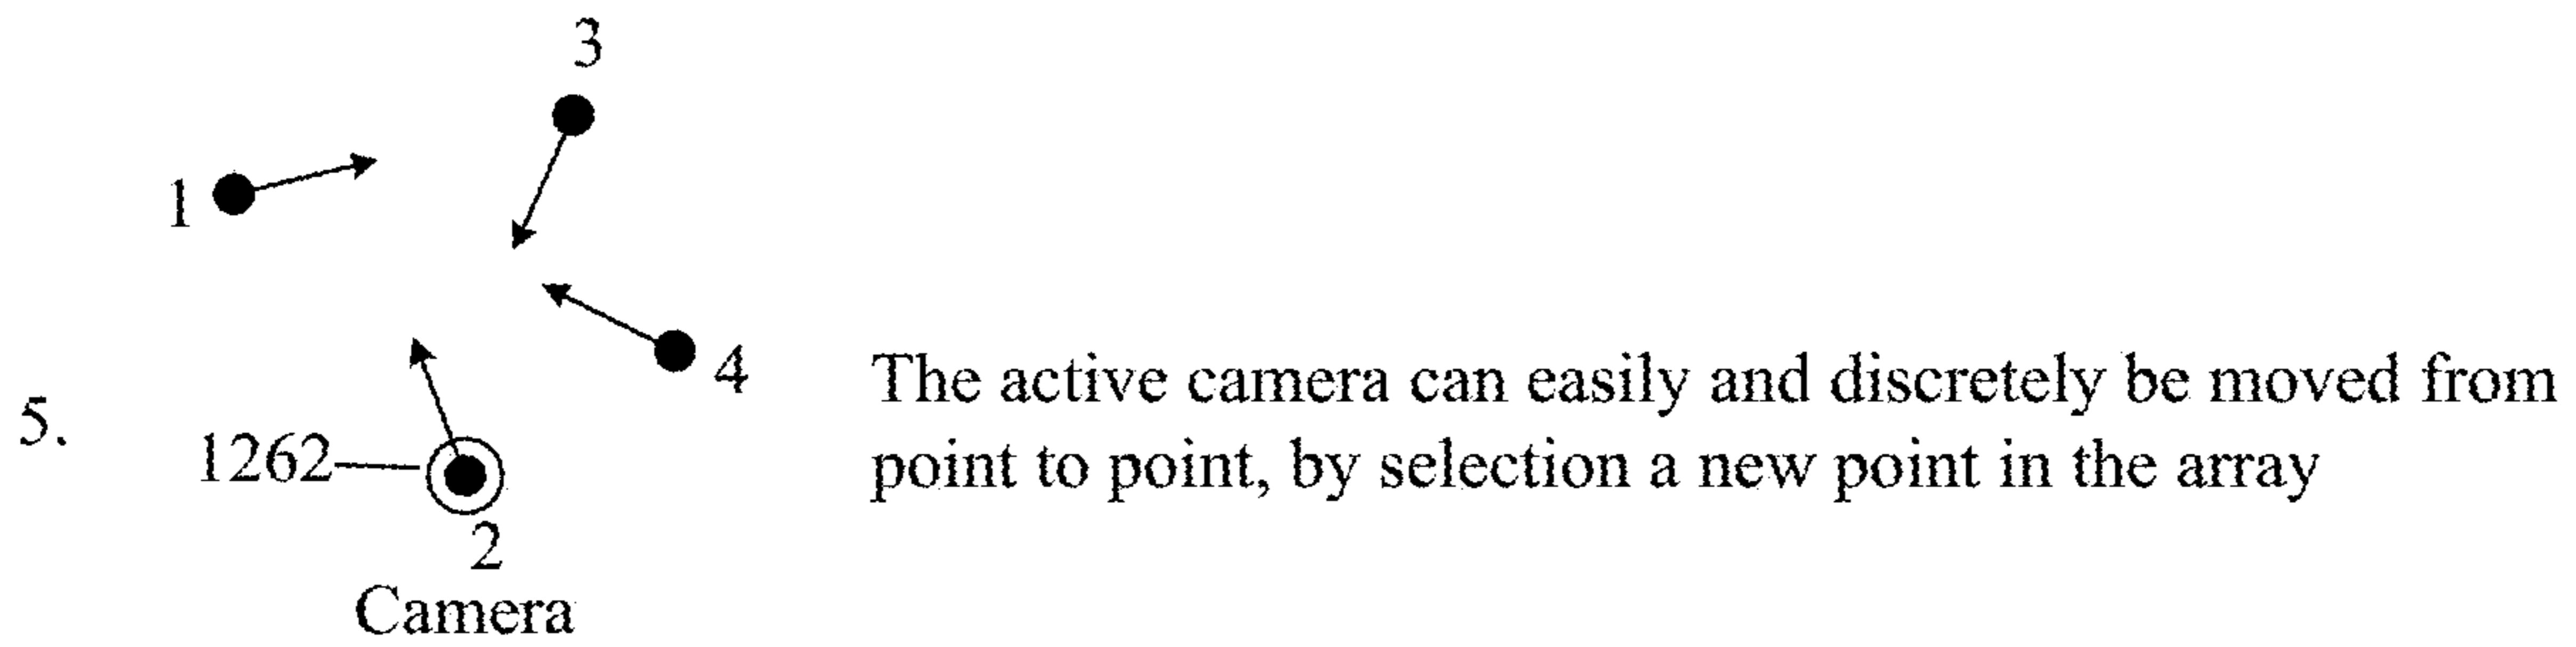 3
1
4
The active camera can easily and discretely be moved from
5.
1262
point to point, by selection a new point in the array
2
Camera